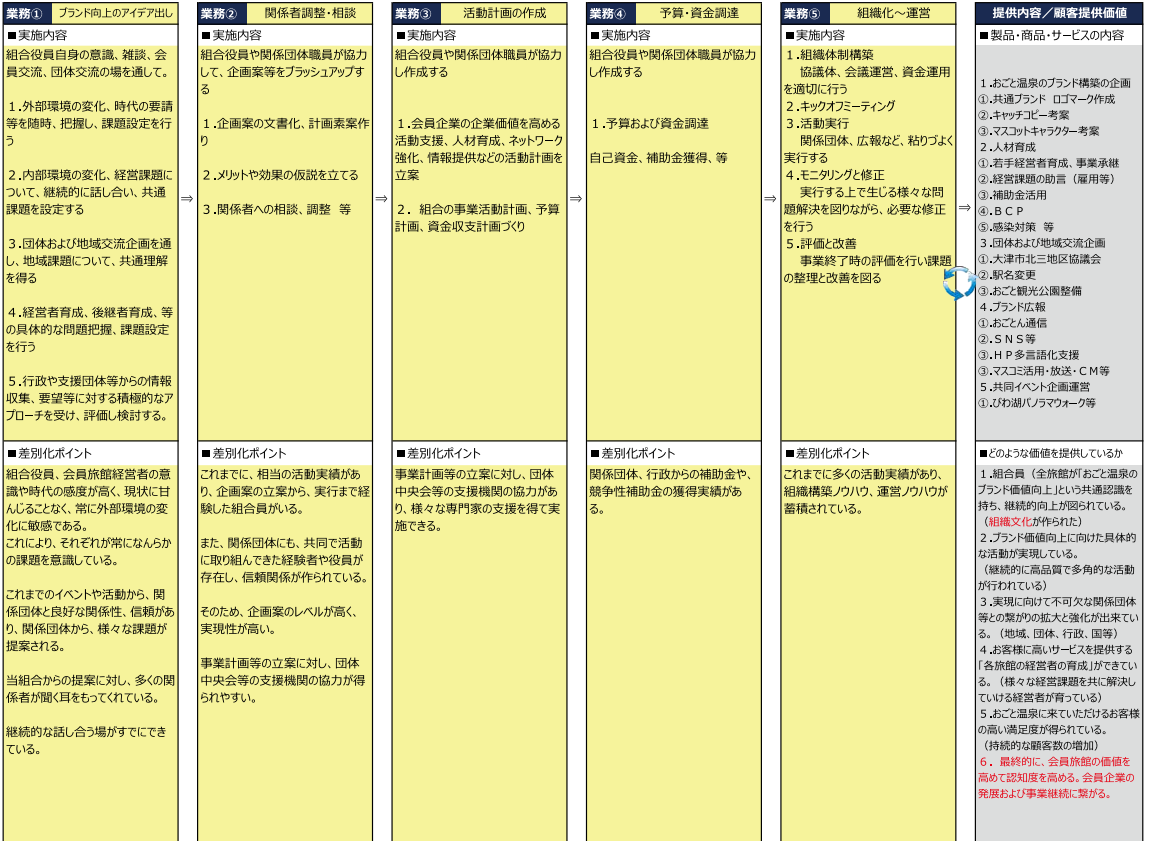 業務① ブランド向上のアイデア出し
■実施内容
組合役員自身の意識、雑談、会
員交流、団体交流の場を通して。
1.外部環境の変化、時代の要請
等を随時、把握し、課題設定を行
う
2.内部環境の変化、経営課題に
ついて、継続的に話し合い、共通
課題を設定する
3.団体および地域交流企画を通
し、地域課題について、共通理解
を得る
4.経営者育成、後継者育成、等
の具体的な問題把握、課題設定
を行う
5.行政や支援団体等からの情報
収集、要望等に対する積極的なア
プローチを受け、評価し検討する。
■差別化ポイント
組合役員、会員旅館経営者の意
識や時代の感度が高く、現状に甘
んじることなく、常に外部環境の変
化に敏感である。
これにより、それぞれが常になんらか
の課題を意識している。
これまでのイベントや活動から、関
係団体と良好な関係性、信頼があ
り、関係団体から、様々な課題が
提案される。
当組合からの提案に対し、多くの関
係者が聞く耳をもってくれている。
継続的な話し合う場がすでにでき
ている。
⇒
業務② 関係者調整・相談
■実施内容
組合役員や関係団体職員が協力
して、企画案等をブラッシュアップす
る
1.企画案の文書化、計画素案作
り
2.メリットや効果の仮説を立てる
3.関係者への相談、調整 等
■差別化ポイント
これまでに、相当の活動実績があ
り、企画案の立案から、実行まで経
験した組合員がいる。
また、関係団体にも、共同で活動
に取り組んできた経験者や役員が
存在し、信頼関係が作られている。
そのため、企画案のレベルが高く、
実現性が高い。
事業計画等の立案に対し、団体
中央会等の支援機関の協力が得
られやすい。
⇒
業務③ 活動計画の作成
■実施内容
組合役員や関係団体職員が協力
し作成する
1.会員企業の企業価値を高める
活動支援、人材育成、ネットワーク
強化、情報提供などの活動計画を
立案
2. 組合の事業活動計画、予算
計画、資金収支計画づくり
■差別化ポイント
事業計画等の立案に対し、団体
中央会等の支援機関の協力があ
り、様々な専門家の支援を得て実
施できる。
⇒
業務④ 予算・資金調達
■実施内容
組合役員や関係団体職員が協力
し作成する
1.予算および資金調達
自己資金、補助金獲得、等
■差別化ポイント
関係団体、行政からの補助金や、
競争性補助金の獲得実績があ
る。
⇒
業務⑤ 組織化～運営
■実施内容
1.組織体制構築
協議体、会議運営、資金運用
を適切に行う
2.キックオフミーティング
3.活動実行
関係団体、広報など、粘りづよく
実行する
4.モニタリングと修正
実行する上で生じる様々な問
題解決を図りながら、必要な修正
を行う
5.評価と改善
事業終了時の評価を行い課題
の整理と改善を図る
■差別化ポイント
これまでに多くの活動実績があり、
組織構築ノウハウ、運営ノウハウが
蓄積されている。
⇒
提供内容／顧客提供価値
■製品・商品・サービスの内容
1.おごと温泉のブランド構築の企画
①.共通ブランド ロゴマーク作成
②.キャッチコピー考案
③.マスコットキャラクター考案
2.人材育成
①.若手経営者育成、事業承継
②.経営課題の助言（雇用等）
③.補助金活用
④.ＢＣＰ
⑤.感染対策 等
3.団体および地域交流企画
①.大津市北三地区協議会
②.駅名変更
③.おごと観光公園整備
4.ブランド広報
①.おごとん通信
②.ＳＮＳ等
③.ＨＰ多言語化支援
③.マスコミ活用・放送・ＣＭ等
5.共同イベント企画運営
①.びわ湖パノラマウォーク等
■どのような価値を提供しているか
1.組合員（全旅館が「おごと温泉の
ブランド価値向上」という共通認識を
持ち、継続的向上が図られている。
（組織文化が作られた）
2.ブランド価値向上に向けた具体的
な活動が実現している。
（継続的に高品質で多角的な活動
が行われている）
3.実現に向けて不可欠な関係団体
等との繋がりの拡大と強化が出来てい
る。（地域、団体、行政、国等）
4.お客様に高いサービスを提供する
「各旅館の経営者の育成」ができてい
る。（様々な経営課題を共に解決し
ていける経営者が育っている）
5.おごと温泉に来ていただけるお客様
の高い満足度が得られている。
（持続的な顧客数の増加）
6. 最終的に、会員旅館の価値を
高めて認知度を高める。会員企業の
発展および事業継続に繋がる。